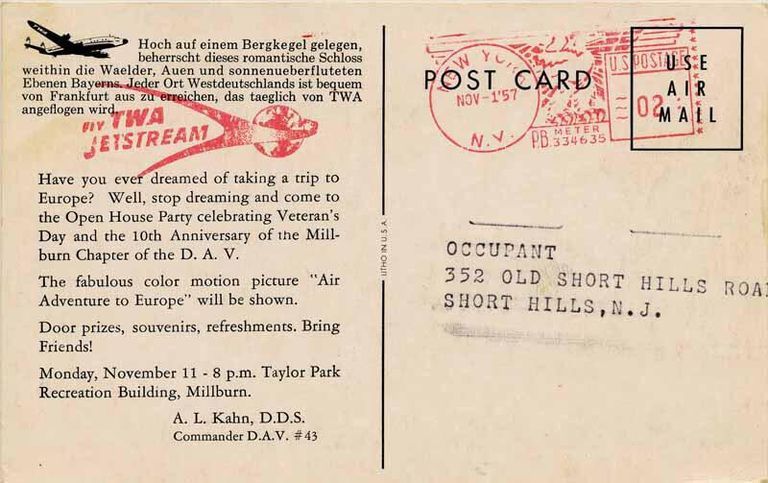 Hoch auf einem Bergkegel gelegen,
beherrscht dieses romantische Schloss
weithin die Waelder, Auen und sonnenueberfluteten
Ebenen Bayerns. Jeder Ort Westdeutschlands ist bequem
von Frankfurt aus zu erreichen, das taeglich von TWA
angeflogen wird.
FLY TWA
JETSTREAM
TWA
Have you ever dreamed of taking a trip to
Europe? Well, stop dreaming and come to
the Open House Party celebrating Veteran's
Day and the 10th Anniversary of the Mill-
burn Chapter of the D. A. V.
The fabulous color motion picture "Air
Adventure to Europe" will be shown.
Door prizes, souvenirs, refreshments. Bring
Friends!
Monday, November 11 - 8 p.m. Taylor Park
Recreation Building, Millburn.
A. L. Kahn, D.D.S.
Commander D.A.V. #43
LITHO IN U.S.A.
POST CARD
NEW YORK
NOV-1'57
N.Y.
U.S. POSTAGE
02
P.B. METER
334635
USE
AIR
MAIL
OCCUPANT
352 OLD SHORT HILLS ROA
SHORT HILLS, N.J.